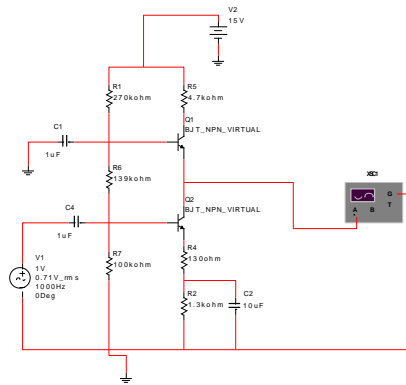 V2
15 V
R1
270kohm
R5
4.7kohm
Q1
BJT_NPN_VIRTUAL
C1
1uF
R6
139kohm
XSC1
G
T
A B
Q2
BJT_NPN_VIRTUAL
C4
1uF
R4
130ohm
V1
1V
0.71V_rms
1000Hz
0Deg
R7
100kohm
R2
1.3kohm
C2
10uF